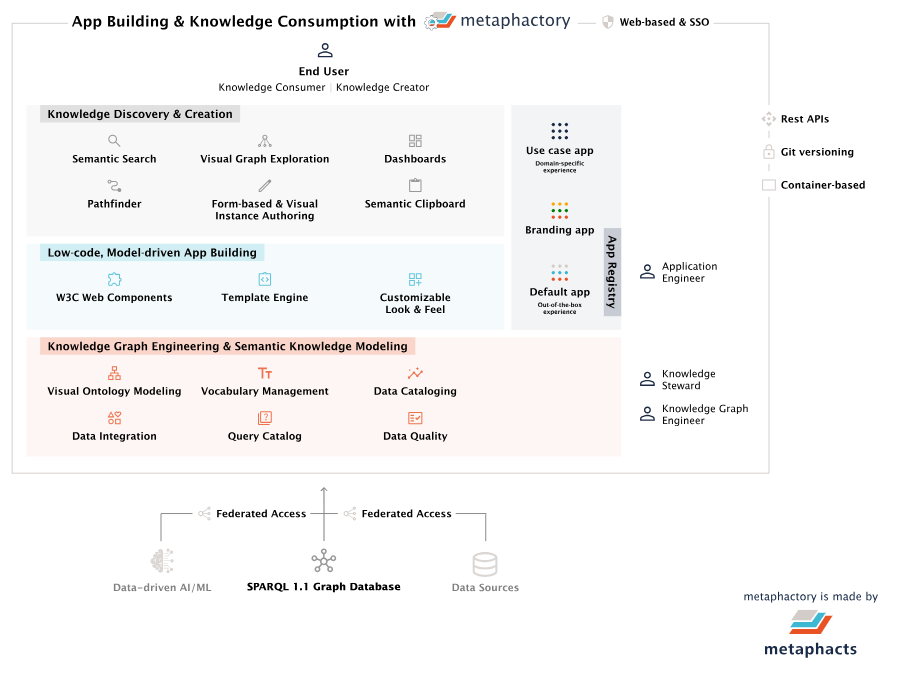 App Building & Knowledge Consumption with metaphactory
Web-based & SSO
End User
Knowledge Consumer | Knowledge Creator
Knowledge Discovery & Creation
Semantic Search
Visual Graph Exploration
Dashboards
Pathfinder
Form-based & Visual
Instance Authoring
Semantic Clipboard
Low-code, Model-driven App Building
W3C Web Components
Template Engine
Customizable
Look & Feel
Use case app
Domain-specific
experience
Branding app
Default app
Out-of-the-box
experience
App Registry
Knowledge Graph Engineering & Semantic Knowledge Modeling
Visual Ontology Modeling
Vocabulary Management
Data Cataloging
Data Integration
Query Catalog
Data Quality
Rest APIs
Git versioning
Container-based
Application
Engineer
Knowledge
Steward
Knowledge Graph
Engineer
Federated Access
Federated Access
Data-driven AI/ML
SPARQL 1.1 Graph Database
Data Sources
metaphactory is made by
metaphacts